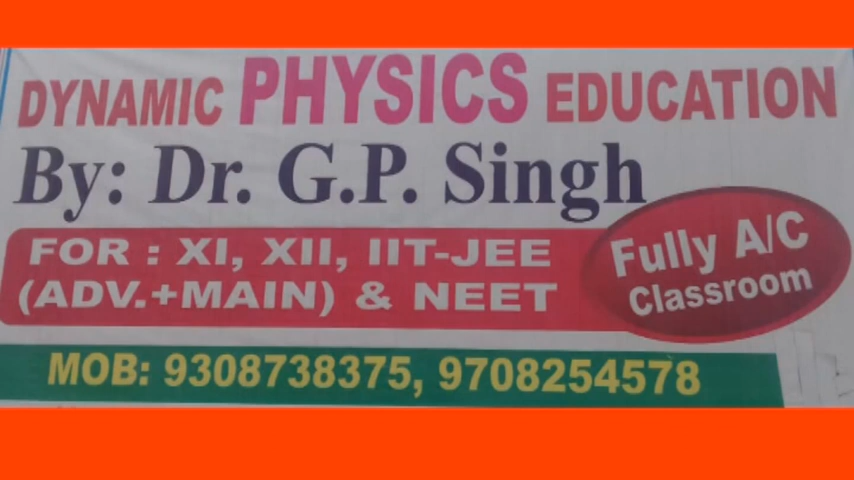 DYNAMIC PHYSICS EDUCATION
By: Dr. G.P. Singh
FOR : XI, XII, IIT-JEE
(ADV.+MAIN) & NEET
Fully A/C
Classroom
MOB: 9308738375, 9708254578